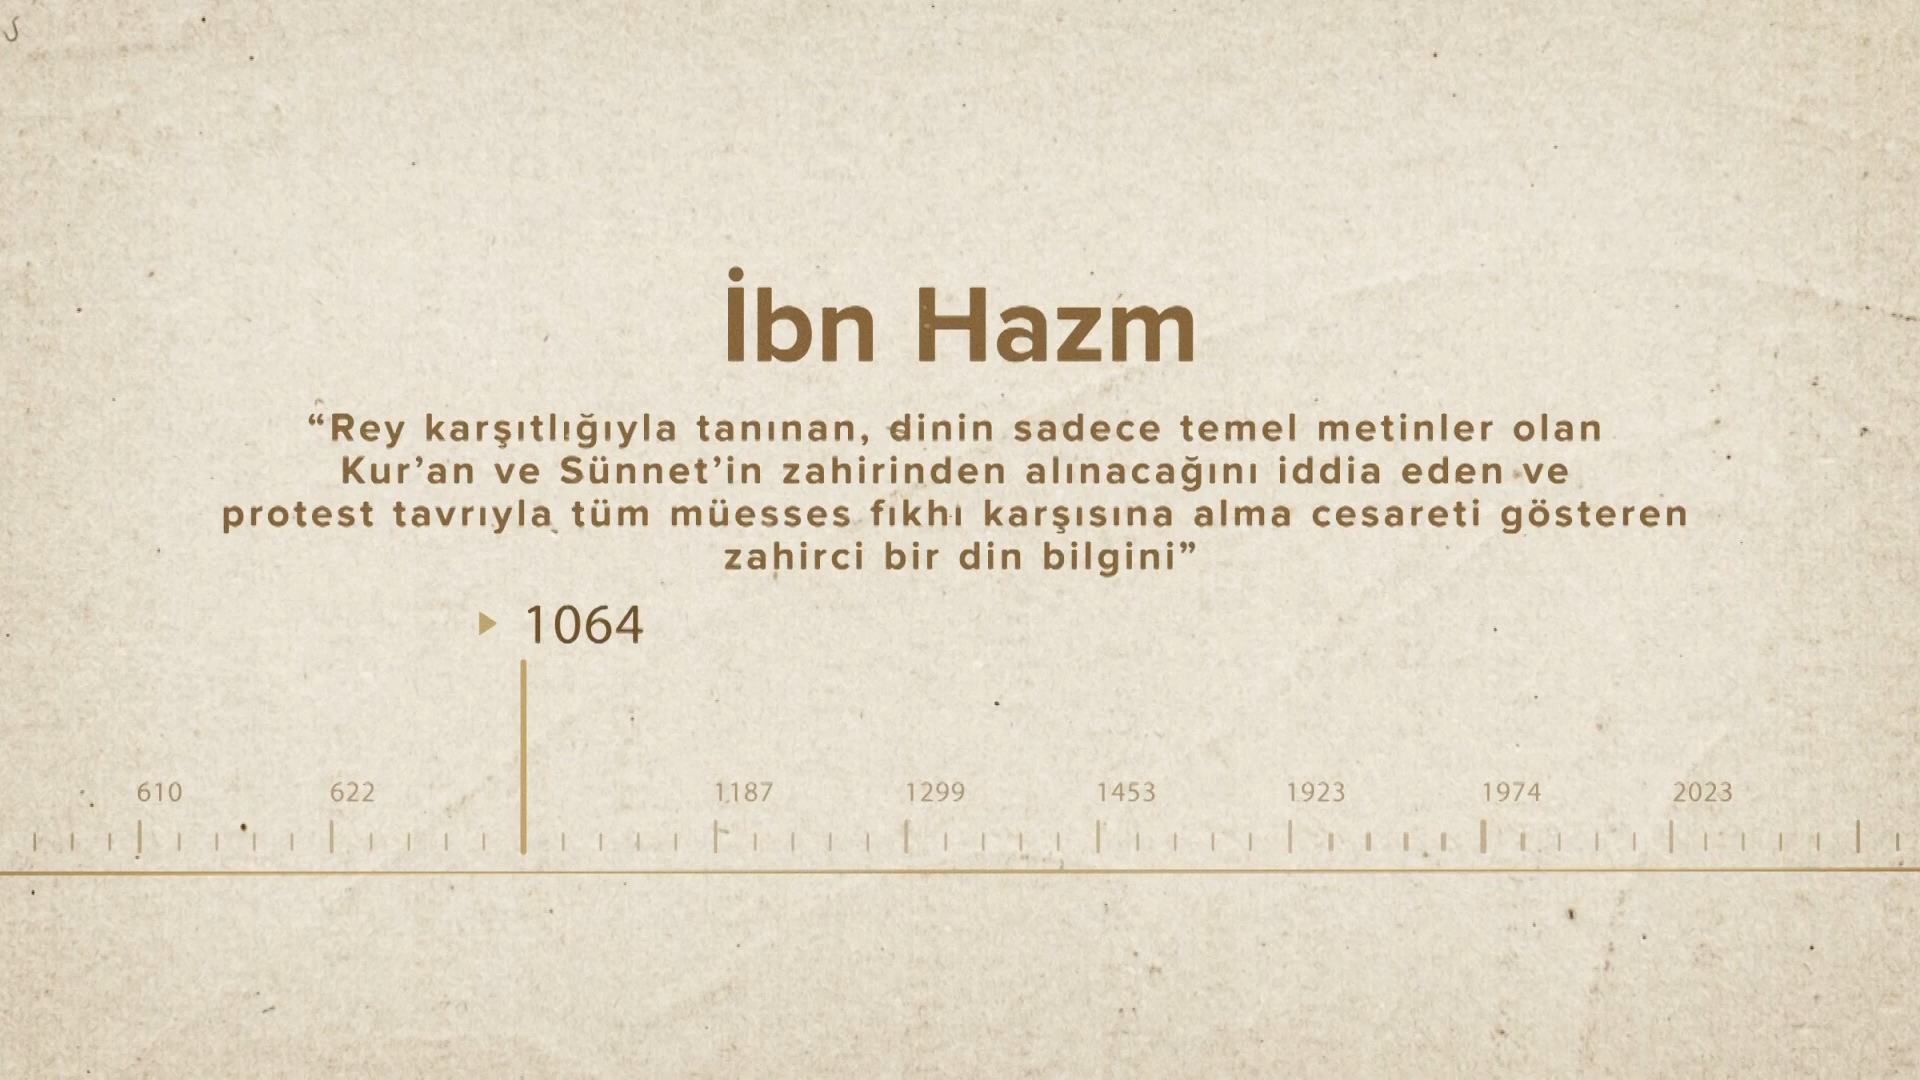 İbn Hazm
“Rey karşıtlığıyla tanınan, dinin sadece temel metinler olan
Kur’an ve Sünnet’in zahirinden alınacağını iddia eden ve
protest tavrıyla tüm müesses fıkhı karşısına alma cesareti gösteren
zahirci bir din bilgini”
1064
610 622 1187 1299 1453 1923 1974 2023